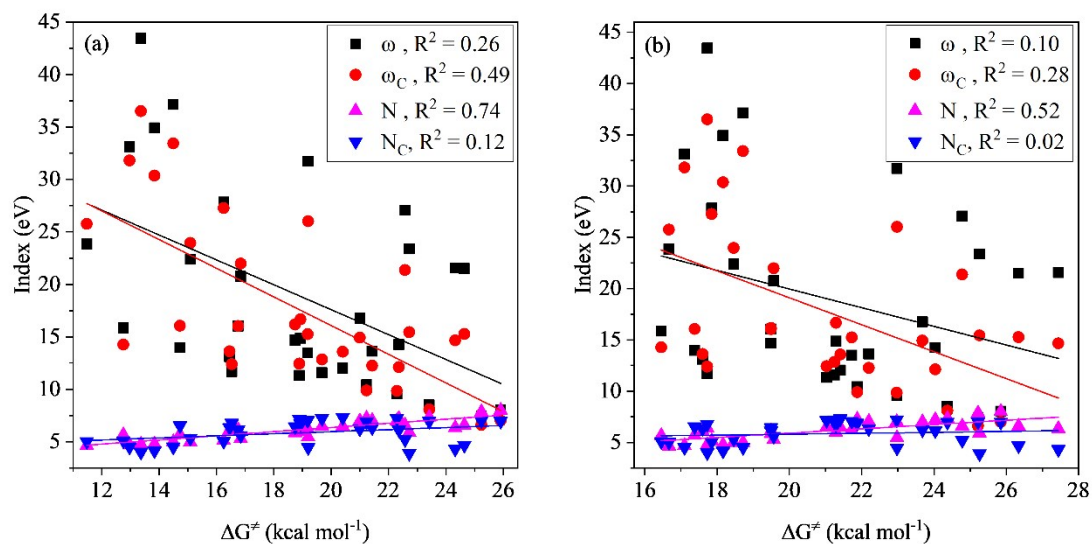 (a)
ω , R² = 0.26
ω_C , R² = 0.49
N , R² = 0.74
N_C, R² = 0.12
45
40
35
30
25
20
15
10
5
Index (eV)
12 14 16 18 20 22 24 26
ΔG≠ (kcal mol⁻¹)
(b)
ω , R² = 0.10
ω_C , R² = 0.28
N , R² = 0.52
N_C, R² = 0.02
45
40
35
30
25
20
15
10
5
Index (eV)
16 18 20 22 24 26 28
ΔG≠ (kcal mol⁻¹)